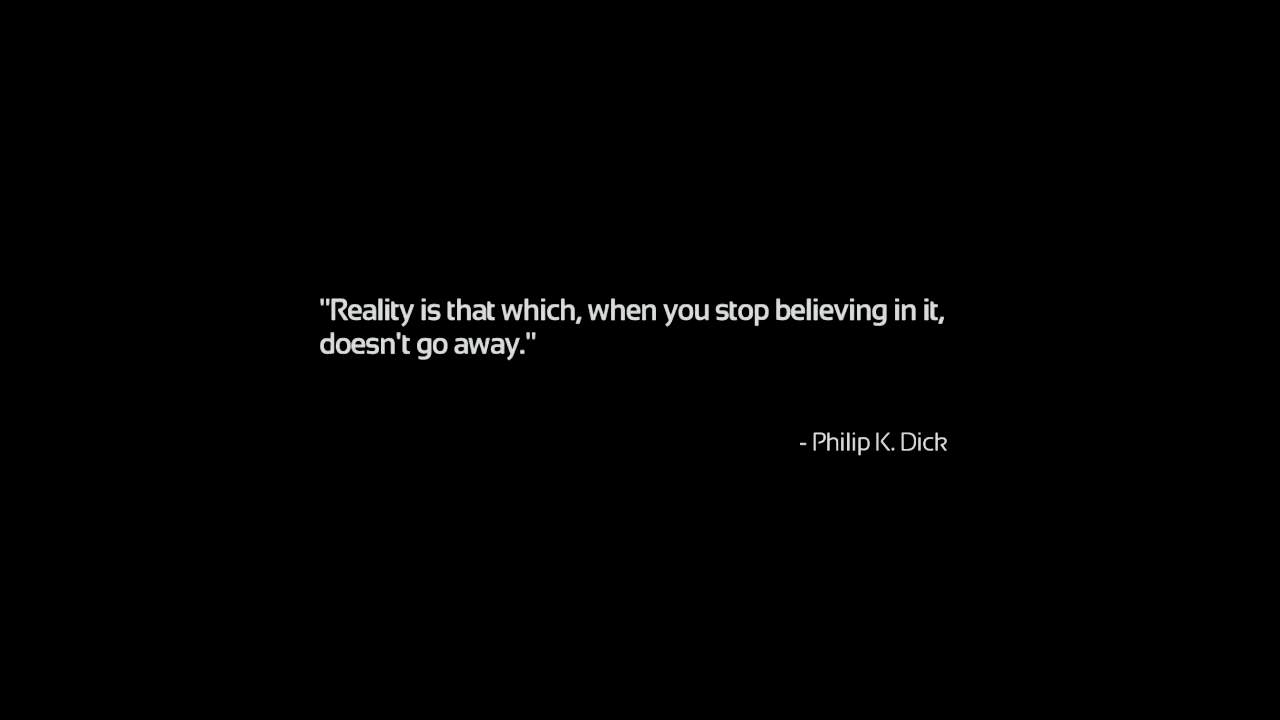 "Reality is that which, when you stop believing in it,
doesn't go away."
- Philip K. Dick